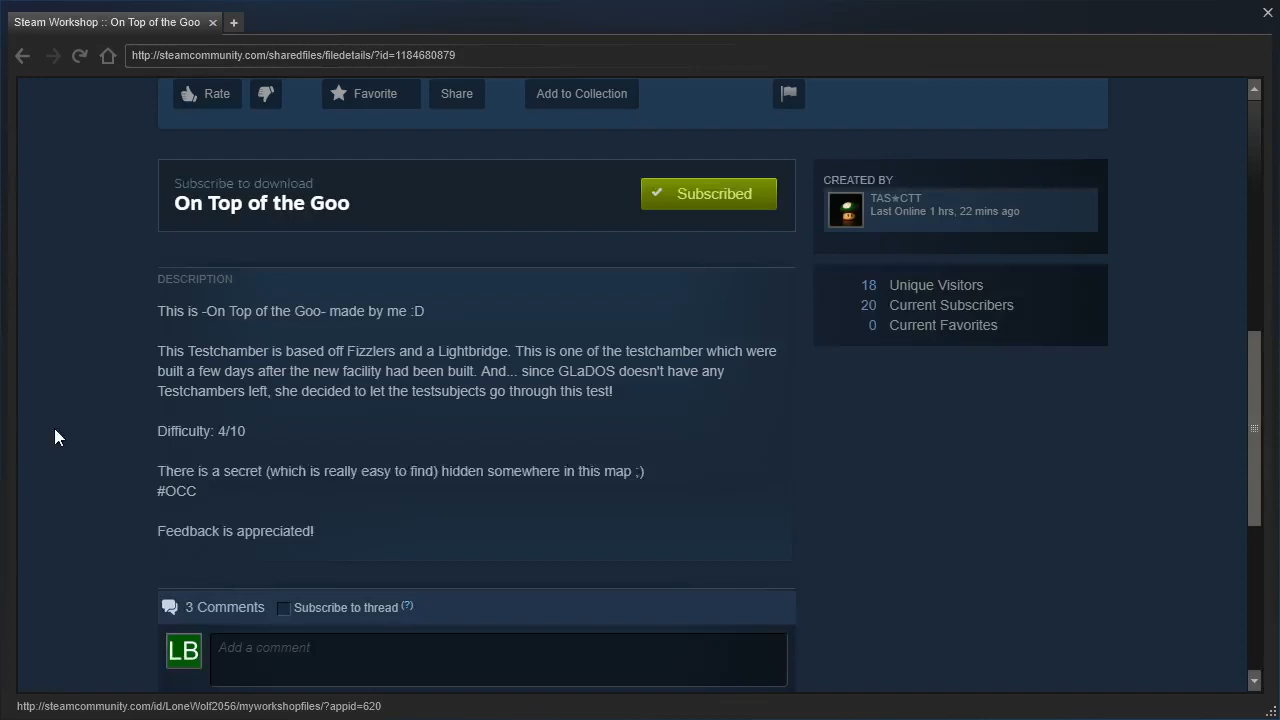 Steam Workshop :: On Top of the Goo
http://steamcommunity.com/sharedfiles/filedetails/?id=1184680879
Rate
Favorite
Share
Add to Collection
Subscribe to download
On Top of the Goo
Subscribed
CREATED BY
TAS★CTT
Last Online 1 hrs, 22 mins ago
18 Unique Visitors
20 Current Subscribers
0 Current Favorites
DESCRIPTION
This is -On Top of the Goo- made by me :D
This Testchamber is based off Fizzlers and a Lightbridge. This is one of the testchamber which were
built a few days after the new facility had been built. And... since GLaDOS doesn't have any
Testchambers left, she decided to let the testsubjects go through this test!
Difficulty: 4/10
There is a secret (which is really easy to find) hidden somewhere in this map ;)
#OCC
Feedback is appreciated!
3 Comments
Subscribe to thread (?)
LB
Add a comment
http://steamcommunity.com/id/LoneWolf2056/myworkshopfiles/?appid=620